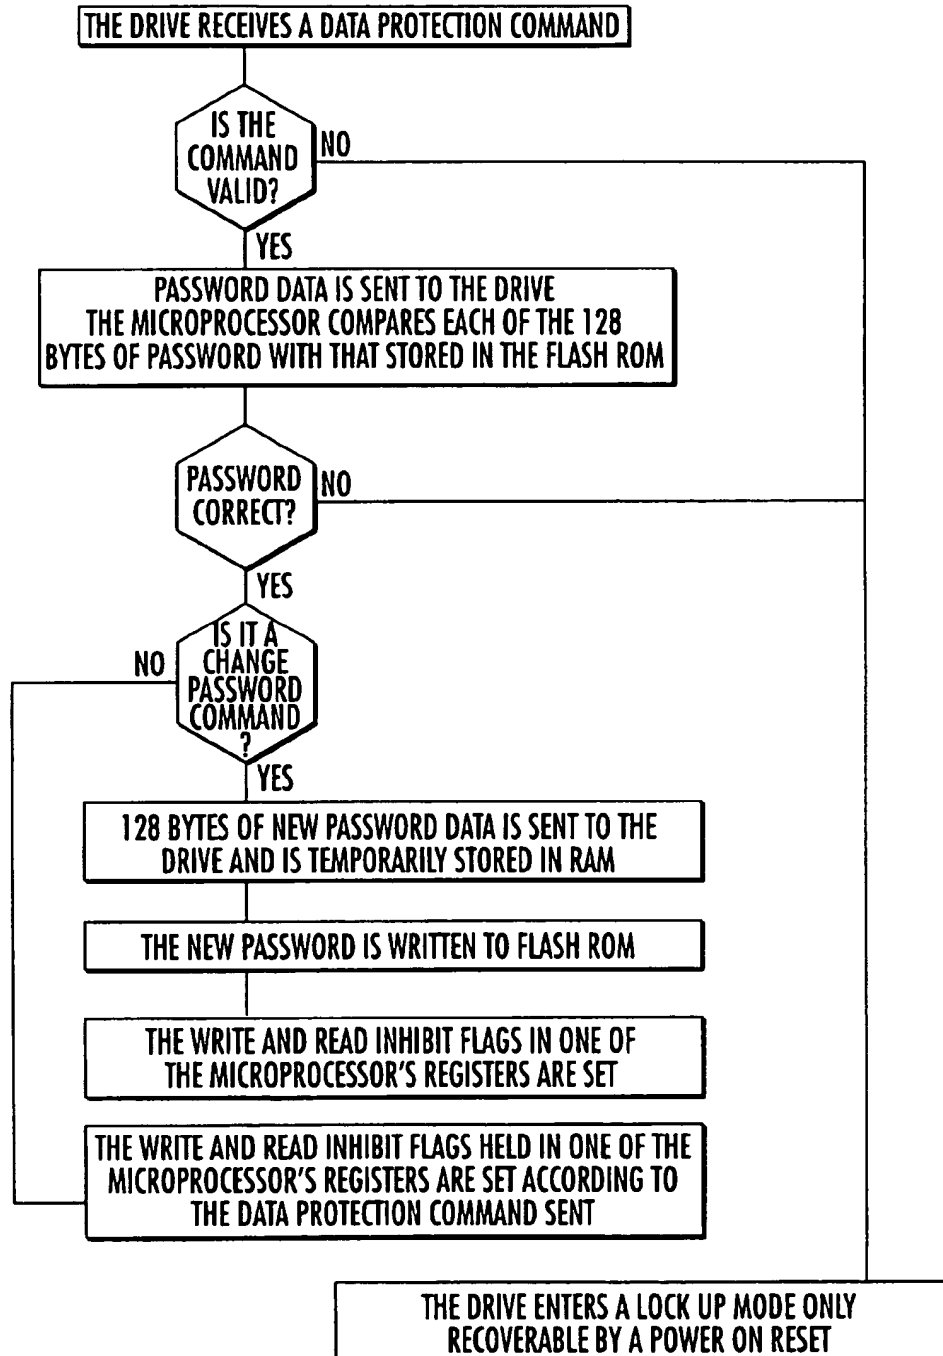 THE DRIVE RECEIVES A DATA PROTECTION COMMAND
IS THE
COMMAND
VALID?
NO
YES
PASSWORD DATA IS SENT TO THE DRIVE
THE MICROPROCESSOR COMPARES EACH OF THE 128
BYTES OF PASSWORD WITH THAT STORED IN THE FLASH ROM
PASSWORD
CORRECT?
NO
YES
IS IT A
CHANGE
PASSWORD
COMMAND
?
NO
YES
128 BYTES OF NEW PASSWORD DATA IS SENT TO THE
DRIVE AND IS TEMPORARILY STORED IN RAM
THE NEW PASSWORD IS WRITTEN TO FLASH ROM
THE WRITE AND READ INHIBIT FLAGS IN ONE OF
THE MICROPROCESSOR'S REGISTERS ARE SET
THE WRITE AND READ INHIBIT FLAGS HELD IN ONE OF THE
MICROPROCESSOR'S REGISTERS ARE SET ACCORDING TO
THE DATA PROTECTION COMMAND SENT
THE DRIVE ENTERS A LOCK UP MODE ONLY
RECOVERABLE BY A POWER ON RESET